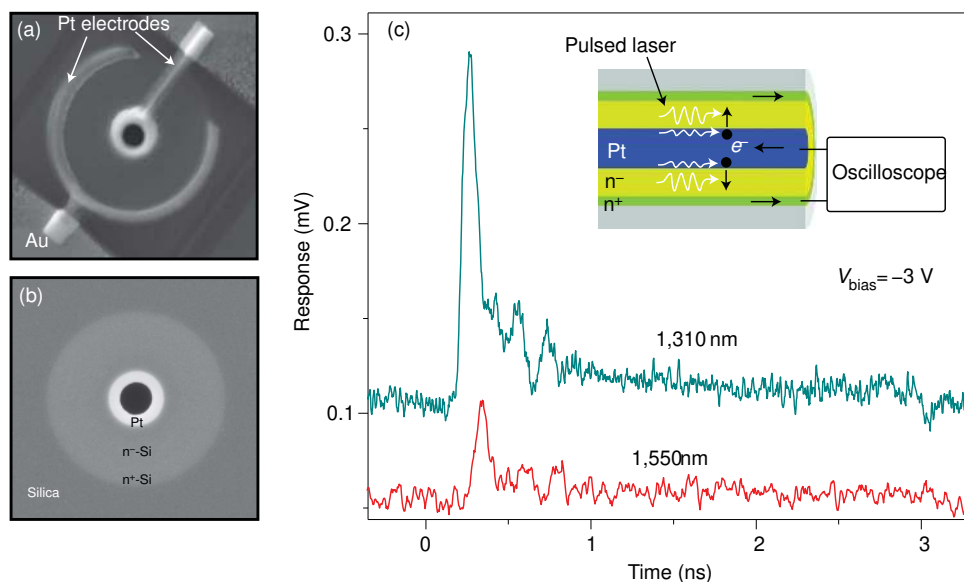 (a)
Pt electrodes
Au
(b)
Pt
n⁻-Si
n⁺-Si
Silica
(c)
Pulsed laser
Pt
e⁻
n⁻
n⁺
Oscilloscope
V_bias = −3 V
1,310 nm
1,550nm
Response (mV)
0.3
0.2
0.1
0
1
2
3
Time (ns)